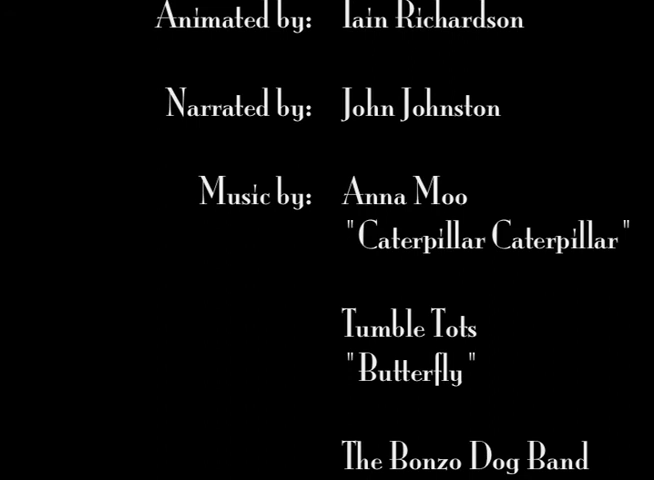 Animated by: Iain Richardson
Narrated by: John Johnston
Music by: Anna Moo
"Caterpillar Caterpillar"
Tumble Tots
"Butterfly"
The Bonzo Dog Band